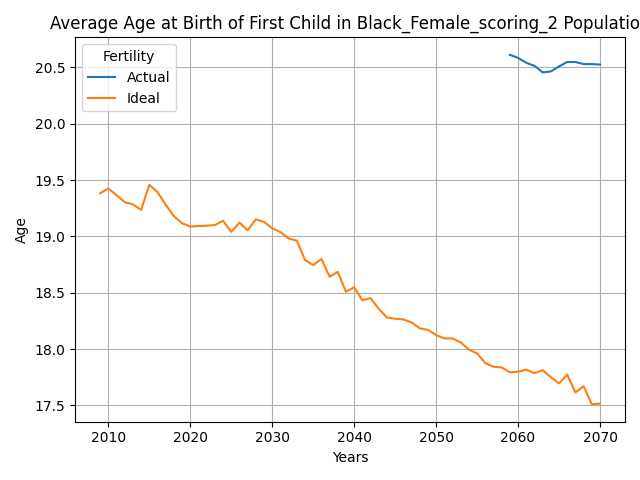 Average Age at Birth of First Child in Black_Female_scoring_2 Populatio
Fertility
Actual
Ideal
20.5
20.0
19.5
19.0
18.5
18.0
17.5
Age
2010 2020 2030 2040 2050 2060 2070
Years